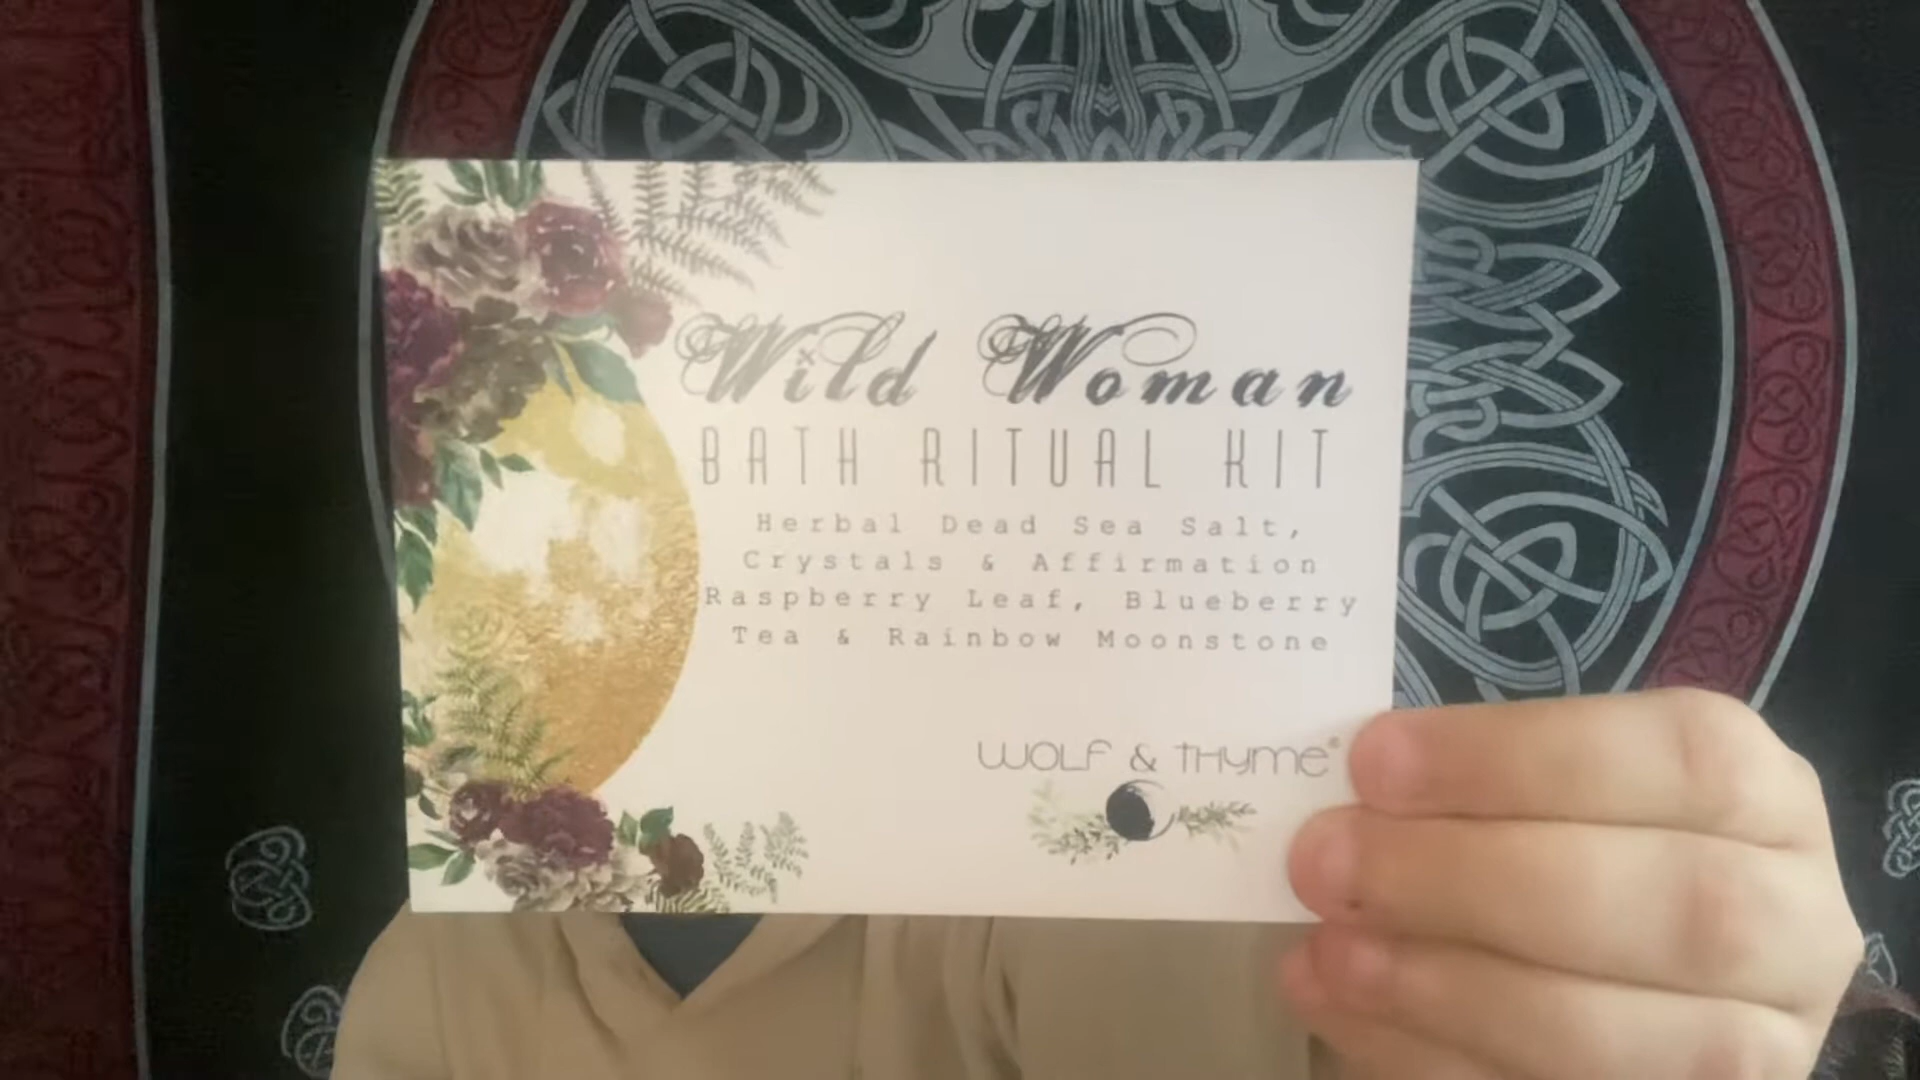 Wild Woman
BATH RITUAL KIT
Herbal Dead Sea Salt,
Crystals & Affirmation
Raspberry Leaf, Blueberry
Tea & Rainbow Moonstone
WOLF & THYME®